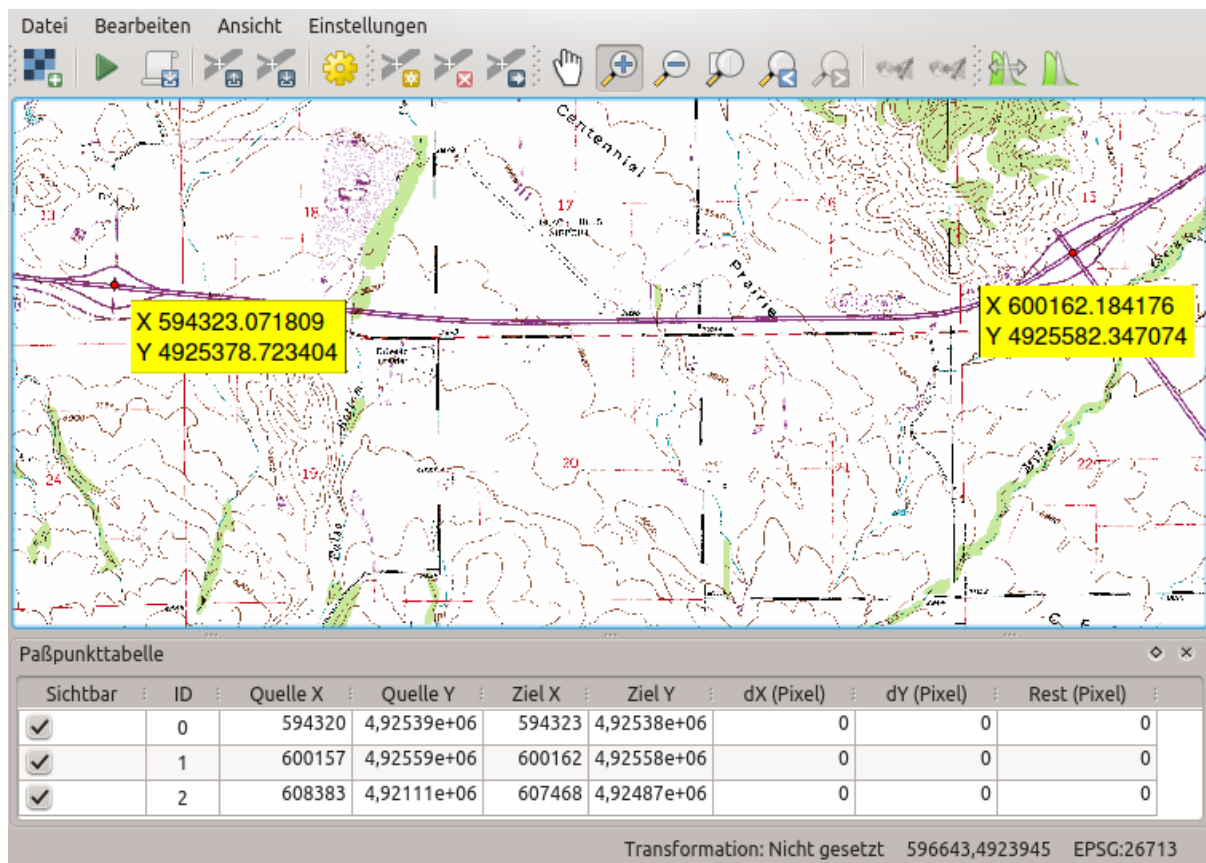 Datei Bearbeiten Ansicht Einstellungen
Centennial
13
18
17
16
15
Prairie
X 594323.071809
Y 4925378.723404
X 600162.184176
Y 4925582.347074
24
19
20
21
22
Paßpunkttabelle
Sichtbar ID Quelle X Quelle Y Ziel X Ziel Y dX (Pixel) dY (Pixel) Rest (Pixel)
0 594320 4,92539e+06 594323 4,92538e+06 0 0 0
1 600157 4,92559e+06 600162 4,92558e+06 0 0 0
2 608383 4,92111e+06 607468 4,92487e+06 0 0 0
Transformation: Nicht gesetzt 596643,4923945 EPSG:26713